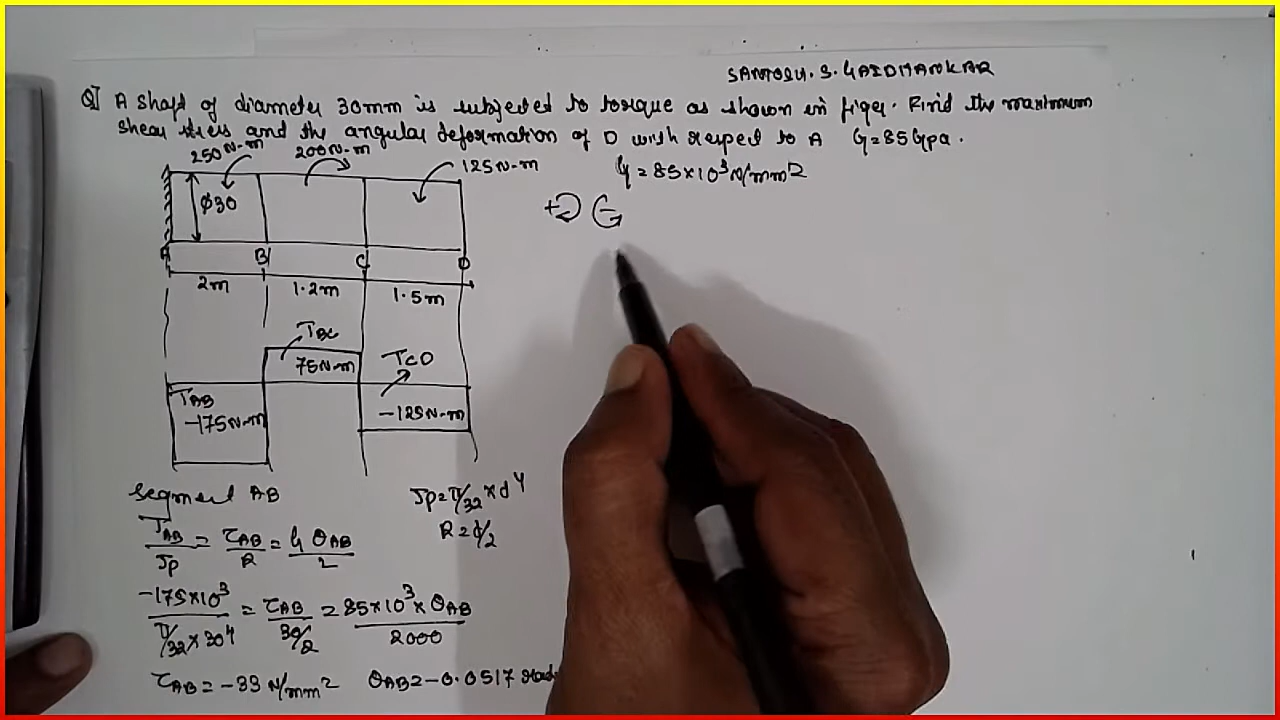 SANTOSH. S. GAIDHANKAR
Q] A shaft of diameter 30mm is subjected to torque as shown in figer. Find the maximum
shear stress and the angular deformation of D with respect to A G=85Gpa.
250N-m 200N-m 125N-m
G=85×10³N/mm²
ϕ30
+
A B C D
2m 1.2m 1.5m
TBC
75N-m
TCD
-125N-m
TAB
-175N-m
segment AB
Jp=π/32×d⁴
R=d/2
TAB/Jp = τAB/R = G θAB/L
-175×10³/π/32×30⁴ = τAB/30/2 = 85×10³×θAB/2000
τAB=-33 N/mm² θAB=-0.0517